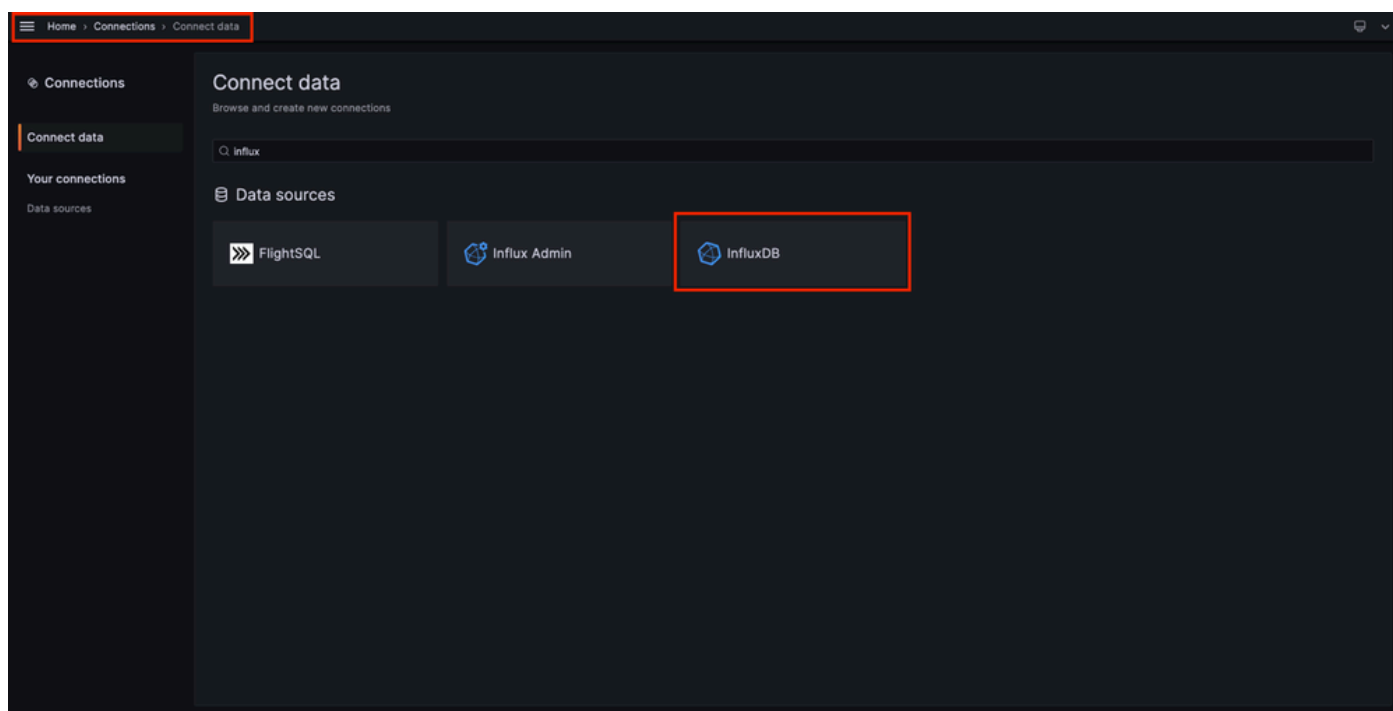 Home › Connections › Connect data
Connections
Connect data
Your connections
Data sources
Connect data
Browse and create new connections
influx
Data sources
FlightSQL
Influx Admin
InfluxDB